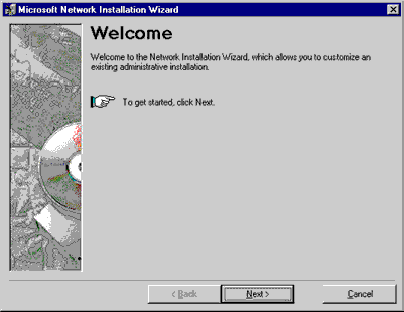 Microsoft Network Installation Wizard
Welcome
Welcome to the Network Installation Wizard, which allows you to customize an
existing administrative installation.
To get started, click Next.
< Back
Next >
Cancel